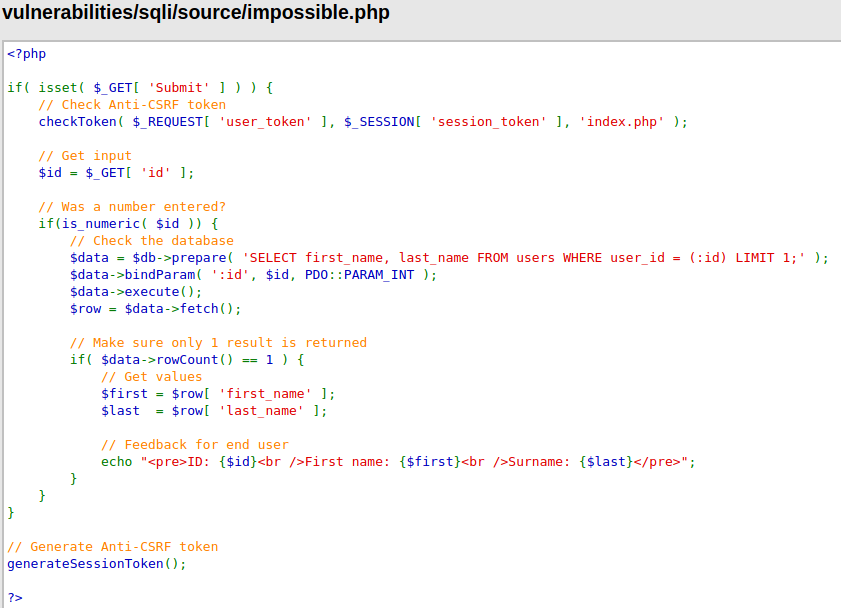 vulnerabilities/sqli/source/impossible.php
<?php
if( isset( $_GET[ 'Submit' ] ) ) {
    // Check Anti-CSRF token
    checkToken( $_REQUEST[ 'user_token' ], $_SESSION[ 'session_token' ], 'index.php' );
    // Get input
    $id = $_GET[ 'id' ];
    // Was a number entered?
    if(is_numeric( $id )) {
        // Check the database
        $data = $db->prepare( 'SELECT first_name, last_name FROM users WHERE user_id = (:id) LIMIT 1;' );
        $data->bindParam( ':id', $id, PDO::PARAM_INT );
        $data->execute();
        $row = $data->fetch();
        // Make sure only 1 result is returned
        if( $data->rowCount() == 1 ) {
            // Get values
            $first = $row[ 'first_name' ];
            $last  = $row[ 'last_name' ];
            // Feedback for end user
            echo "<pre>ID: {$id}<br />First name: {$first}<br />Surname: {$last}</pre>";
        }
    }
}
// Generate Anti-CSRF token
generateSessionToken();
?>